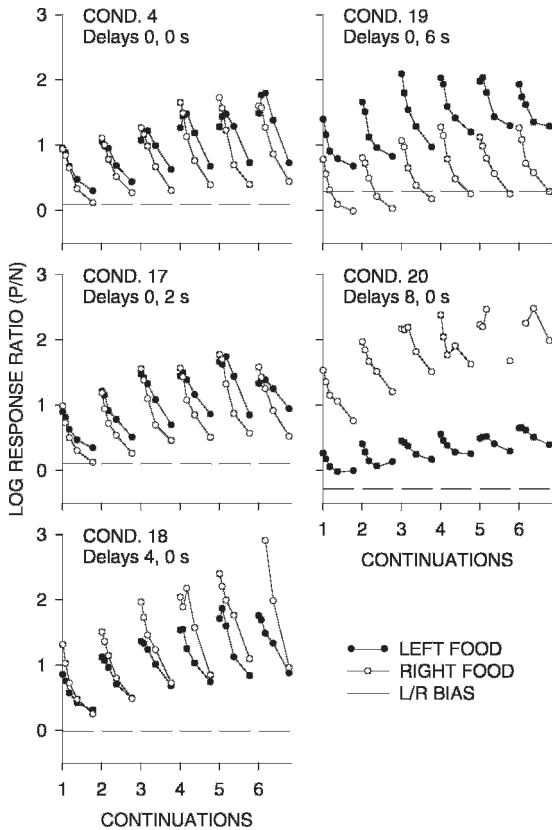 COND. 4
Delays 0, 0 s
COND. 19
Delays 0, 6 s
3
2
1
0
COND. 17
Delays 0, 2 s
COND. 20
Delays 8, 0 s
3
2
1
0
LOG RESPONSE RATIO (P/N)
1 2 3 4 5 6
CONTINUATIONS
COND. 18
Delays 4, 0 s
3
2
1
0
LEFT FOOD
RIGHT FOOD
L/R BIAS
1 2 3 4 5 6
CONTINUATIONS